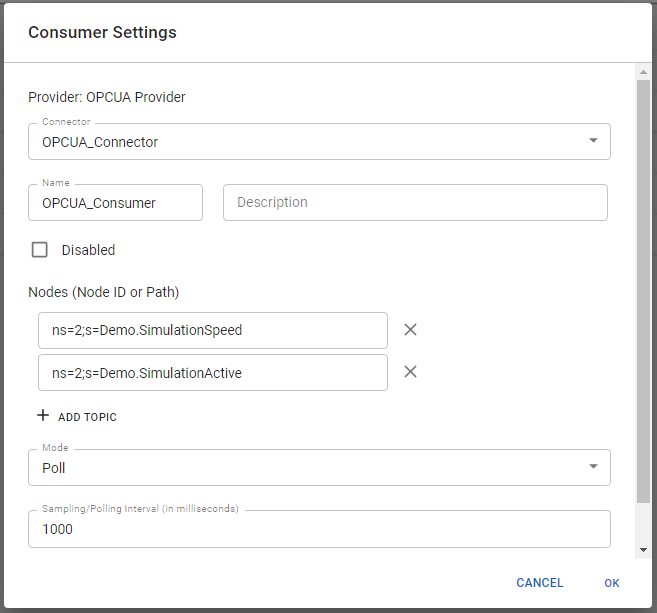 Consumer Settings
Provider: OPCUA Provider
Connector
OPCUA_Connector
Name
OPCUA_Consumer
Description
Disabled
Nodes (Node ID or Path)
ns=2;s=Demo.SimulationSpeed
ns=2;s=Demo.SimulationActive
ADD TOPIC
Mode
Poll
Sampling/Polling Interval (in milliseconds)
1000
CANCEL OK